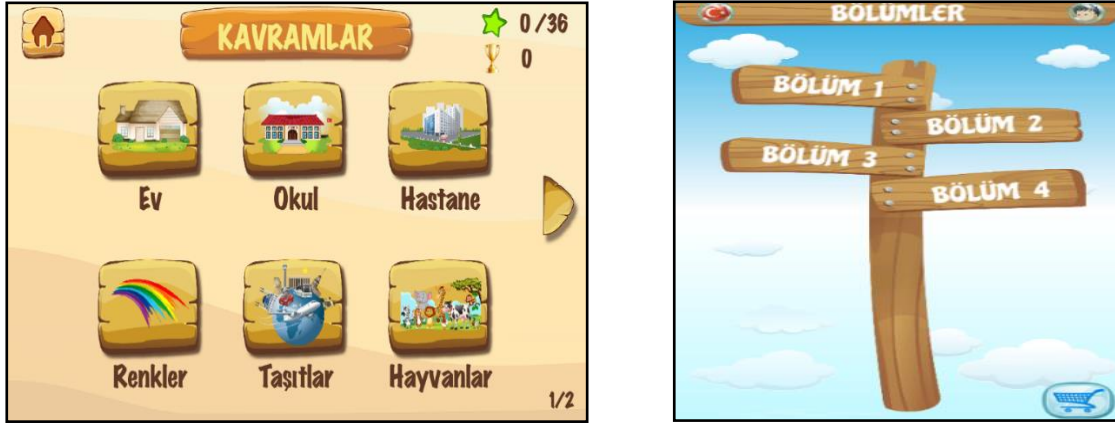 KAVRAMLAR
0/36
0
Ev
Okul
Hastane
Renkler
Taşıtlar
Hayvanlar
1/2
BÖLÜMLER
BÖLÜM 1
BÖLÜM 2
BÖLÜM 3
BÖLÜM 4